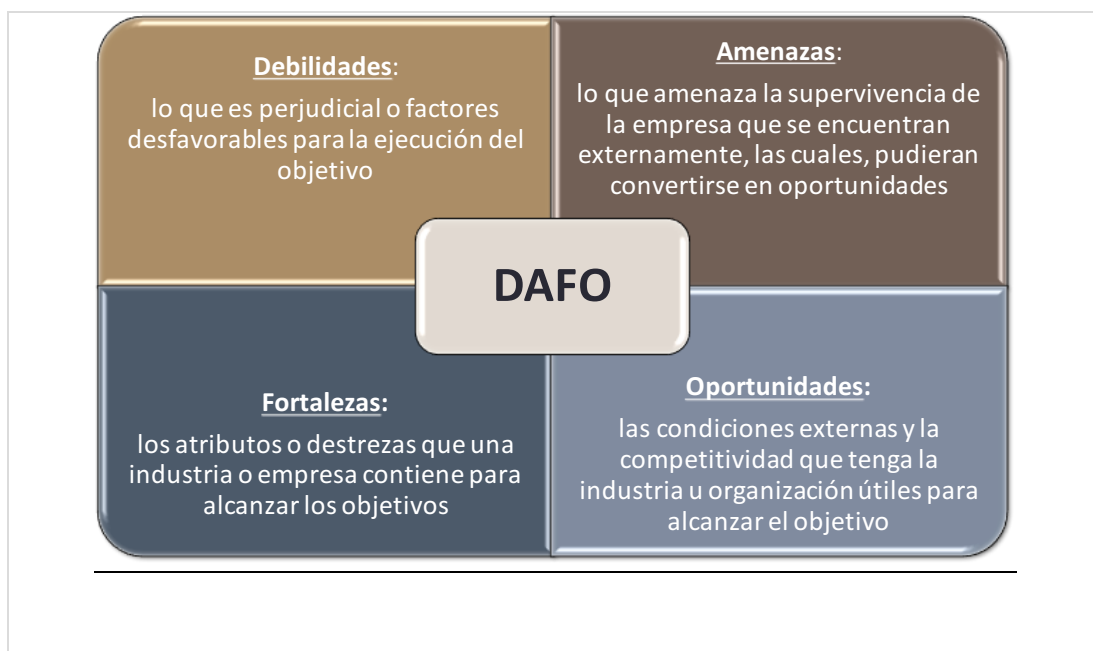 Debilidades:
lo que es perjudicial o factores
desfavorables para la ejecución del
objetivo
Amenazas:
lo que amenaza la supervivencia de
la empresa que se encuentran
externamente, las cuales, pudieran
convertirse en oportunidades
DAFO
Fortalezas:
los atributos o destrezas que una
industria o empresa contiene para
alcanzar los objetivos
Oportunidades:
las condiciones externas y la
competitividad que tenga la
industria u organización útiles para
alcanzar el objetivo